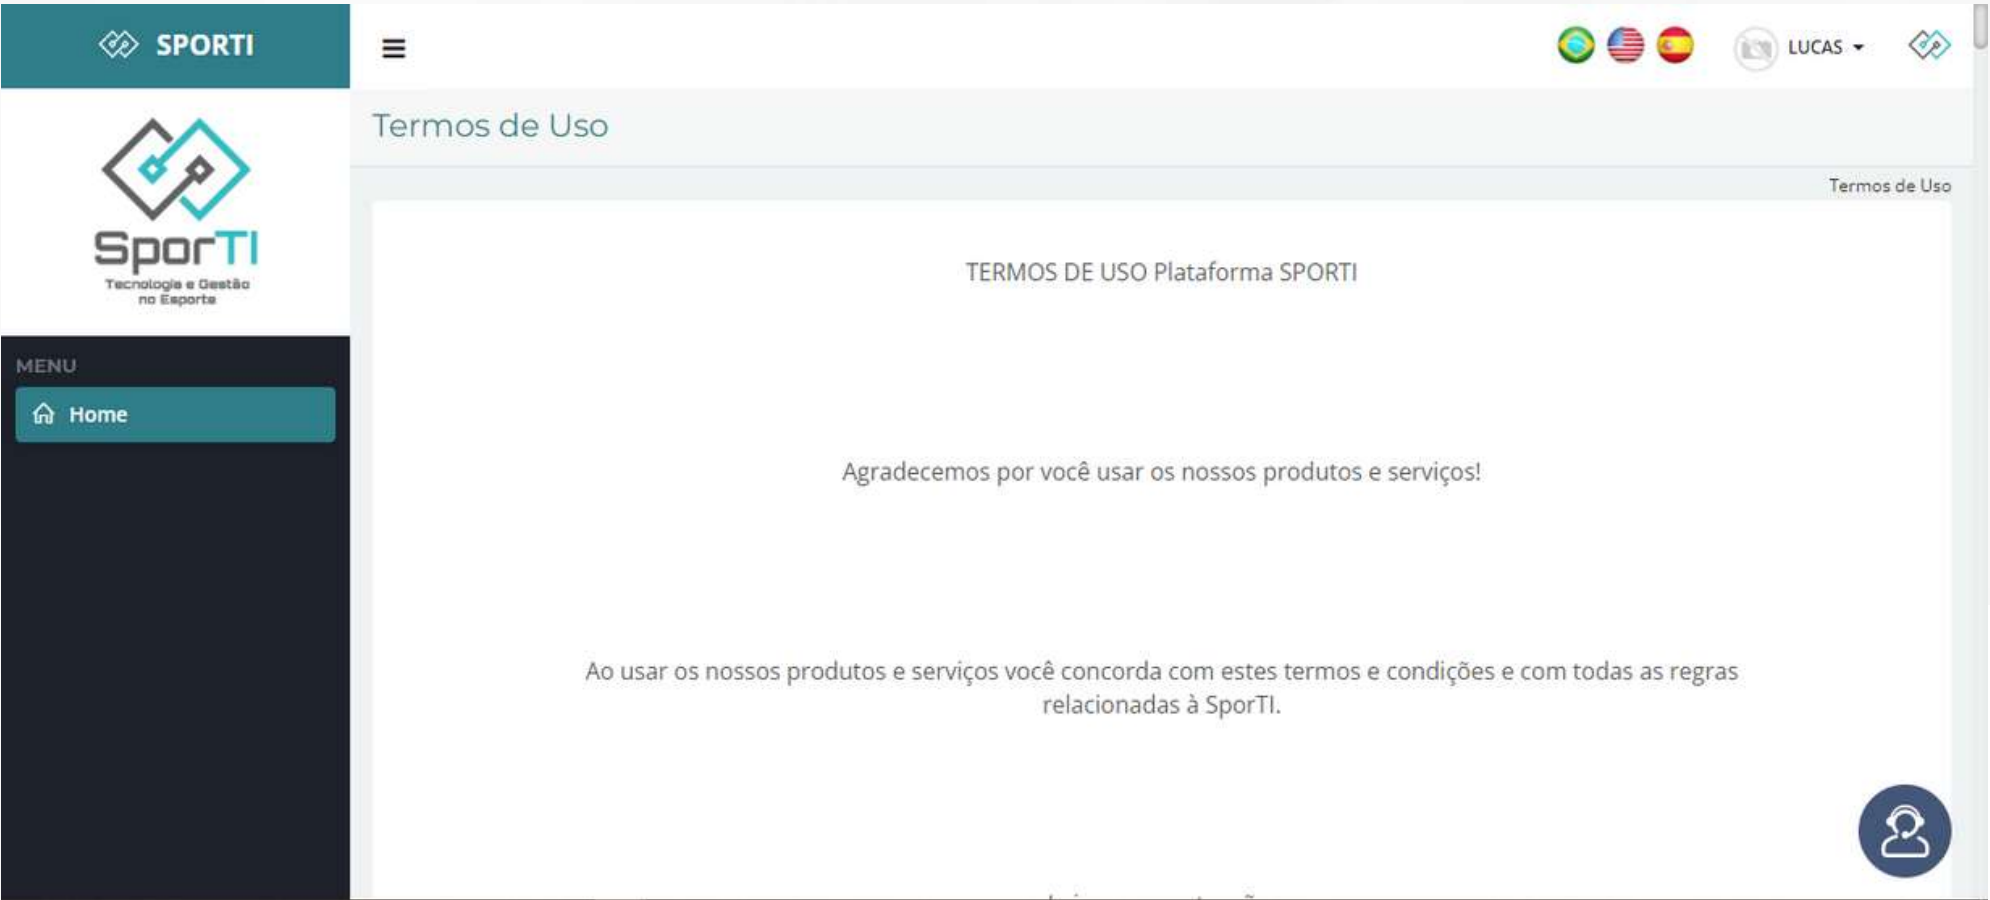 SPORTI
LUCAS
SporTI
Tecnologia e Gestão
no Esporte
MENU
Home
Termos de Uso
Termos de Uso
TERMOS DE USO Plataforma SPORTI
Agradecemos por você usar os nossos produtos e serviços!
Ao usar os nossos produtos e serviços você concorda com estes termos e condições e com todas as regras
relacionadas à SporTI.